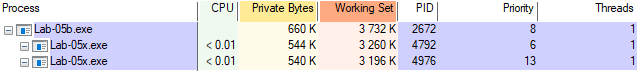 Process CPU Private Bytes Working Set PID Priority Threads
Lab-05b.exe 660 K 3 732 K 2672 8 1
Lab-05x.exe < 0.01 544 K 3 260 K 4792 6 1
Lab-05x.exe < 0.01 540 K 3 196 K 4976 13 1